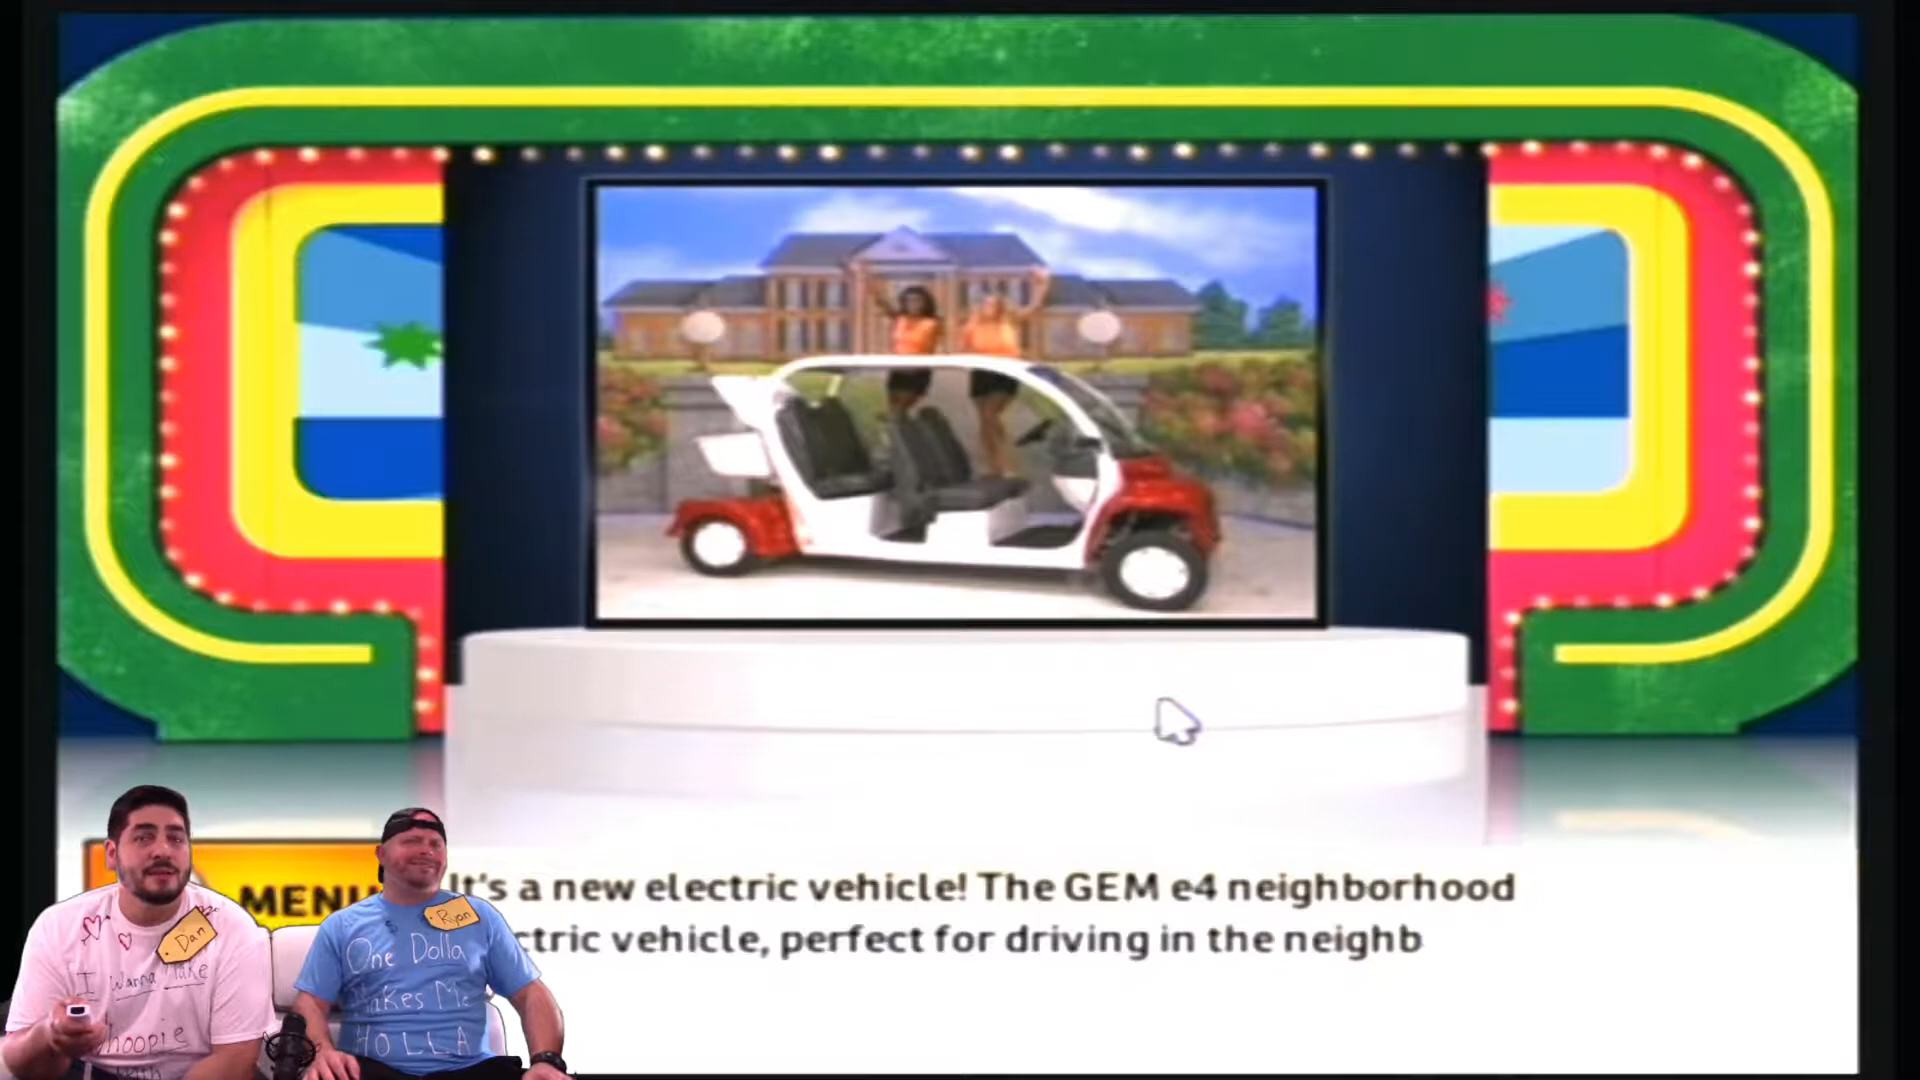 MENU
It's a new electric vehicle! The GEM e4 neighborhood
ctric vehicle, perfect for driving in the neighb
Dan
I Wanna Make
Whoopie
Ryan
One Dolla
Makes Me
HOLLA